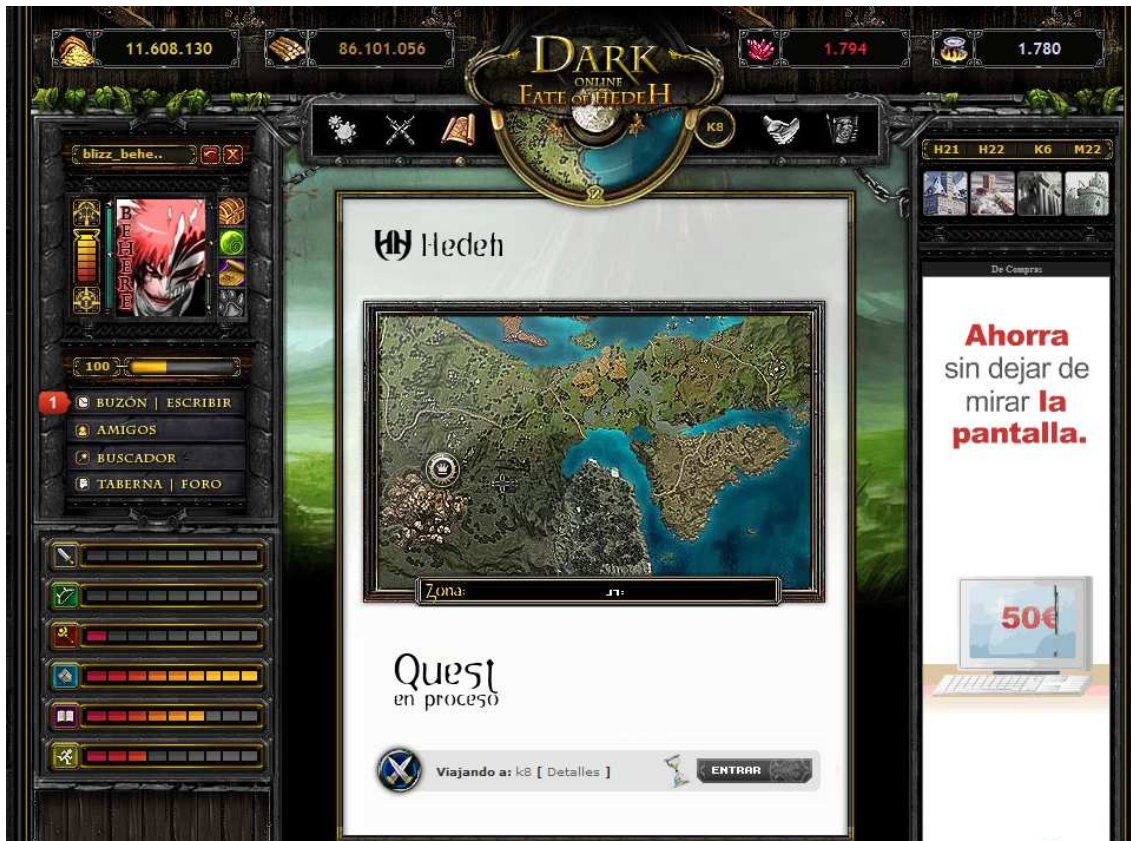 11.608.130
86.101.056
DARK
ONLINE
FATE OF HEDEH
1.794
1.780
K8
blizz_behe..
X
BEHERE
100
1
BUZÓN | ESCRIBIR
AMIGOS
BUSCADOR
TABERNA | FORO
Hedeh
Zona:
J7:
Quest
en proceso
Viajando a: k8 [ Detalles ]
ENTRAR
H21 H22 K6 M22
De Compras
Ahorra
sin dejar de
mirar la
pantalla.
50€